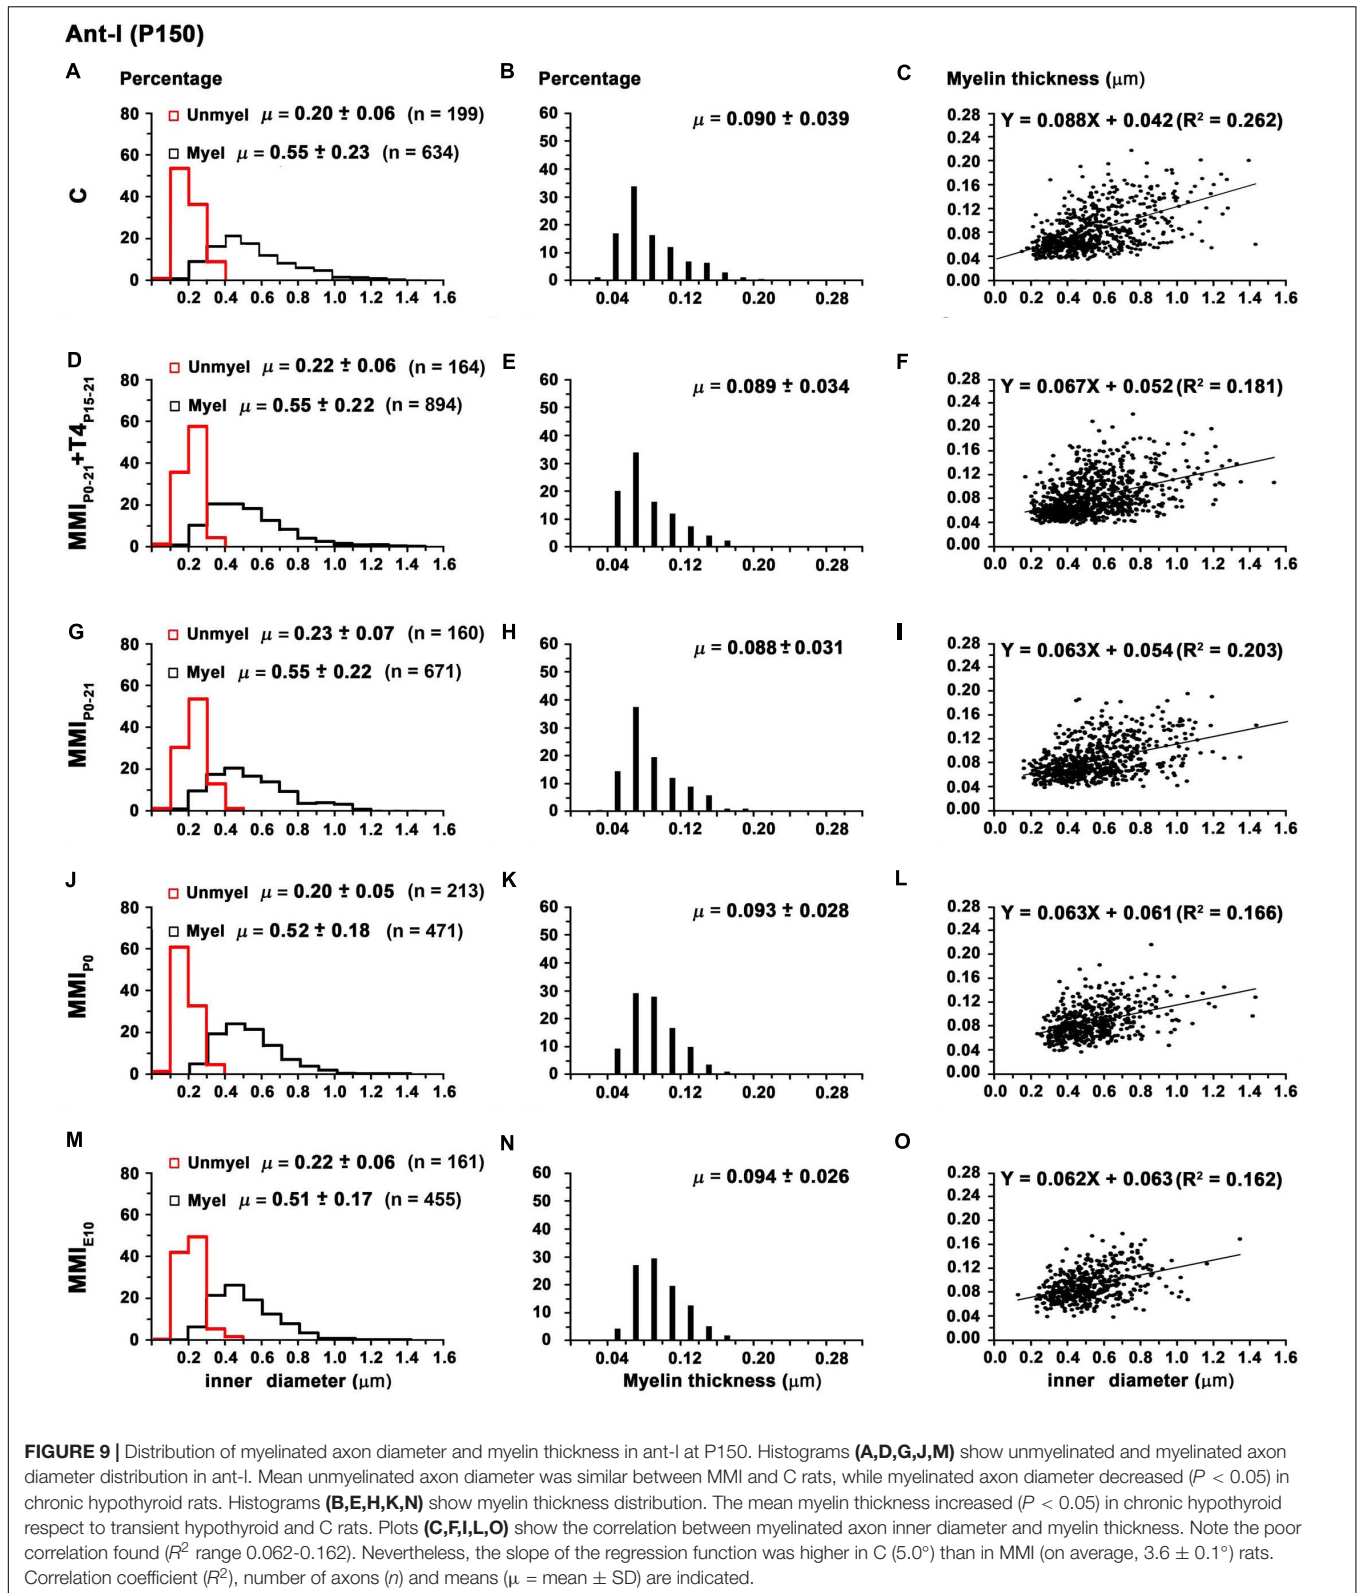 Ant-l (P150)
A Percentage B Percentage C Myelin thickness (μm)
C
80
60
40
20
0
Unmyel μ = 0.20 ± 0.06 (n = 199)
Myel μ = 0.55 ± 0.23 (n = 634)
0.2 0.4 0.6 0.8 1.0 1.2 1.4 1.6
60
50
40
30
20
10
0
μ = 0.090 ± 0.039
0.04 0.12 0.20 0.28
0.28
0.24
0.20
0.16
0.12
0.08
0.04
0.00
Y = 0.088X + 0.042 (R² = 0.262)
0.0 0.2 0.4 0.6 0.8 1.0 1.2 1.4 1.6
D E F
MMI P0-21+T4 P15-21
80
60
40
20
0
Unmyel μ = 0.22 ± 0.06 (n = 164)
Myel μ = 0.55 ± 0.22 (n = 894)
0.2 0.4 0.6 0.8 1.0 1.2 1.4 1.6
60
50
40
30
20
10
0
μ = 0.089 ± 0.034
0.04 0.12 0.20 0.28
0.28
0.24
0.20
0.16
0.12
0.08
0.04
0.00
Y = 0.067X + 0.052 (R² = 0.181)
0.0 0.2 0.4 0.6 0.8 1.0 1.2 1.4 1.6
G H I
MMI P0-21
80
60
40
20
0
Unmyel μ = 0.23 ± 0.07 (n = 160)
Myel μ = 0.55 ± 0.22 (n = 671)
0.2 0.4 0.6 0.8 1.0 1.2 1.4 1.6
60
50
40
30
20
10
0
μ = 0.088 ± 0.031
0.04 0.12 0.20 0.28
0.28
0.24
0.20
0.16
0.12
0.08
0.04
0.00
Y = 0.063X + 0.054 (R² = 0.203)
0.0 0.2 0.4 0.6 0.8 1.0 1.2 1.4 1.6
J K L
MMI P0
80
60
40
20
0
Unmyel μ = 0.20 ± 0.05 (n = 213)
Myel μ = 0.52 ± 0.18 (n = 471)
0.2 0.4 0.6 0.8 1.0 1.2 1.4 1.6
60
50
40
30
20
10
0
μ = 0.093 ± 0.028
0.04 0.12 0.20 0.28
0.28
0.24
0.20
0.16
0.12
0.08
0.04
0.00
Y = 0.063X + 0.061 (R² = 0.166)
0.0 0.2 0.4 0.6 0.8 1.0 1.2 1.4 1.6
M N O
MMI E10
80
60
40
20
0
Unmyel μ = 0.22 ± 0.06 (n = 161)
Myel μ = 0.51 ± 0.17 (n = 455)
0.2 0.4 0.6 0.8 1.0 1.2 1.4 1.6
inner diameter (μm)
60
50
40
30
20
10
0
μ = 0.094 ± 0.026
0.04 0.12 0.20 0.28
Myelin thickness (μm)
0.28
0.24
0.20
0.16
0.12
0.08
0.04
0.00
Y = 0.062X + 0.063 (R² = 0.162)
0.0 0.2 0.4 0.6 0.8 1.0 1.2 1.4 1.6
inner diameter (μm)
FIGURE 9 | Distribution of myelinated axon diameter and myelin thickness in ant-l at P150. Histograms (A,D,G,J,M) show unmyelinated and myelinated axon
diameter distribution in ant-l. Mean unmyelinated axon diameter was similar between MMI and C rats, while myelinated axon diameter decreased (P < 0.05) in
chronic hypothyroid rats. Histograms (B,E,H,K,N) show myelin thickness distribution. The mean myelin thickness increased (P < 0.05) in chronic hypothyroid
respect to transient hypothyroid and C rats. Plots (C,F,I,L,O) show the correlation between myelinated axon inner diameter and myelin thickness. Note the poor
correlation found (R² range 0.062-0.162). Nevertheless, the slope of the regression function was higher in C (5.0°) than in MMI (on average, 3.6 ± 0.1°) rats.
Correlation coefficient (R²), number of axons (n) and means (μ = mean ± SD) are indicated.